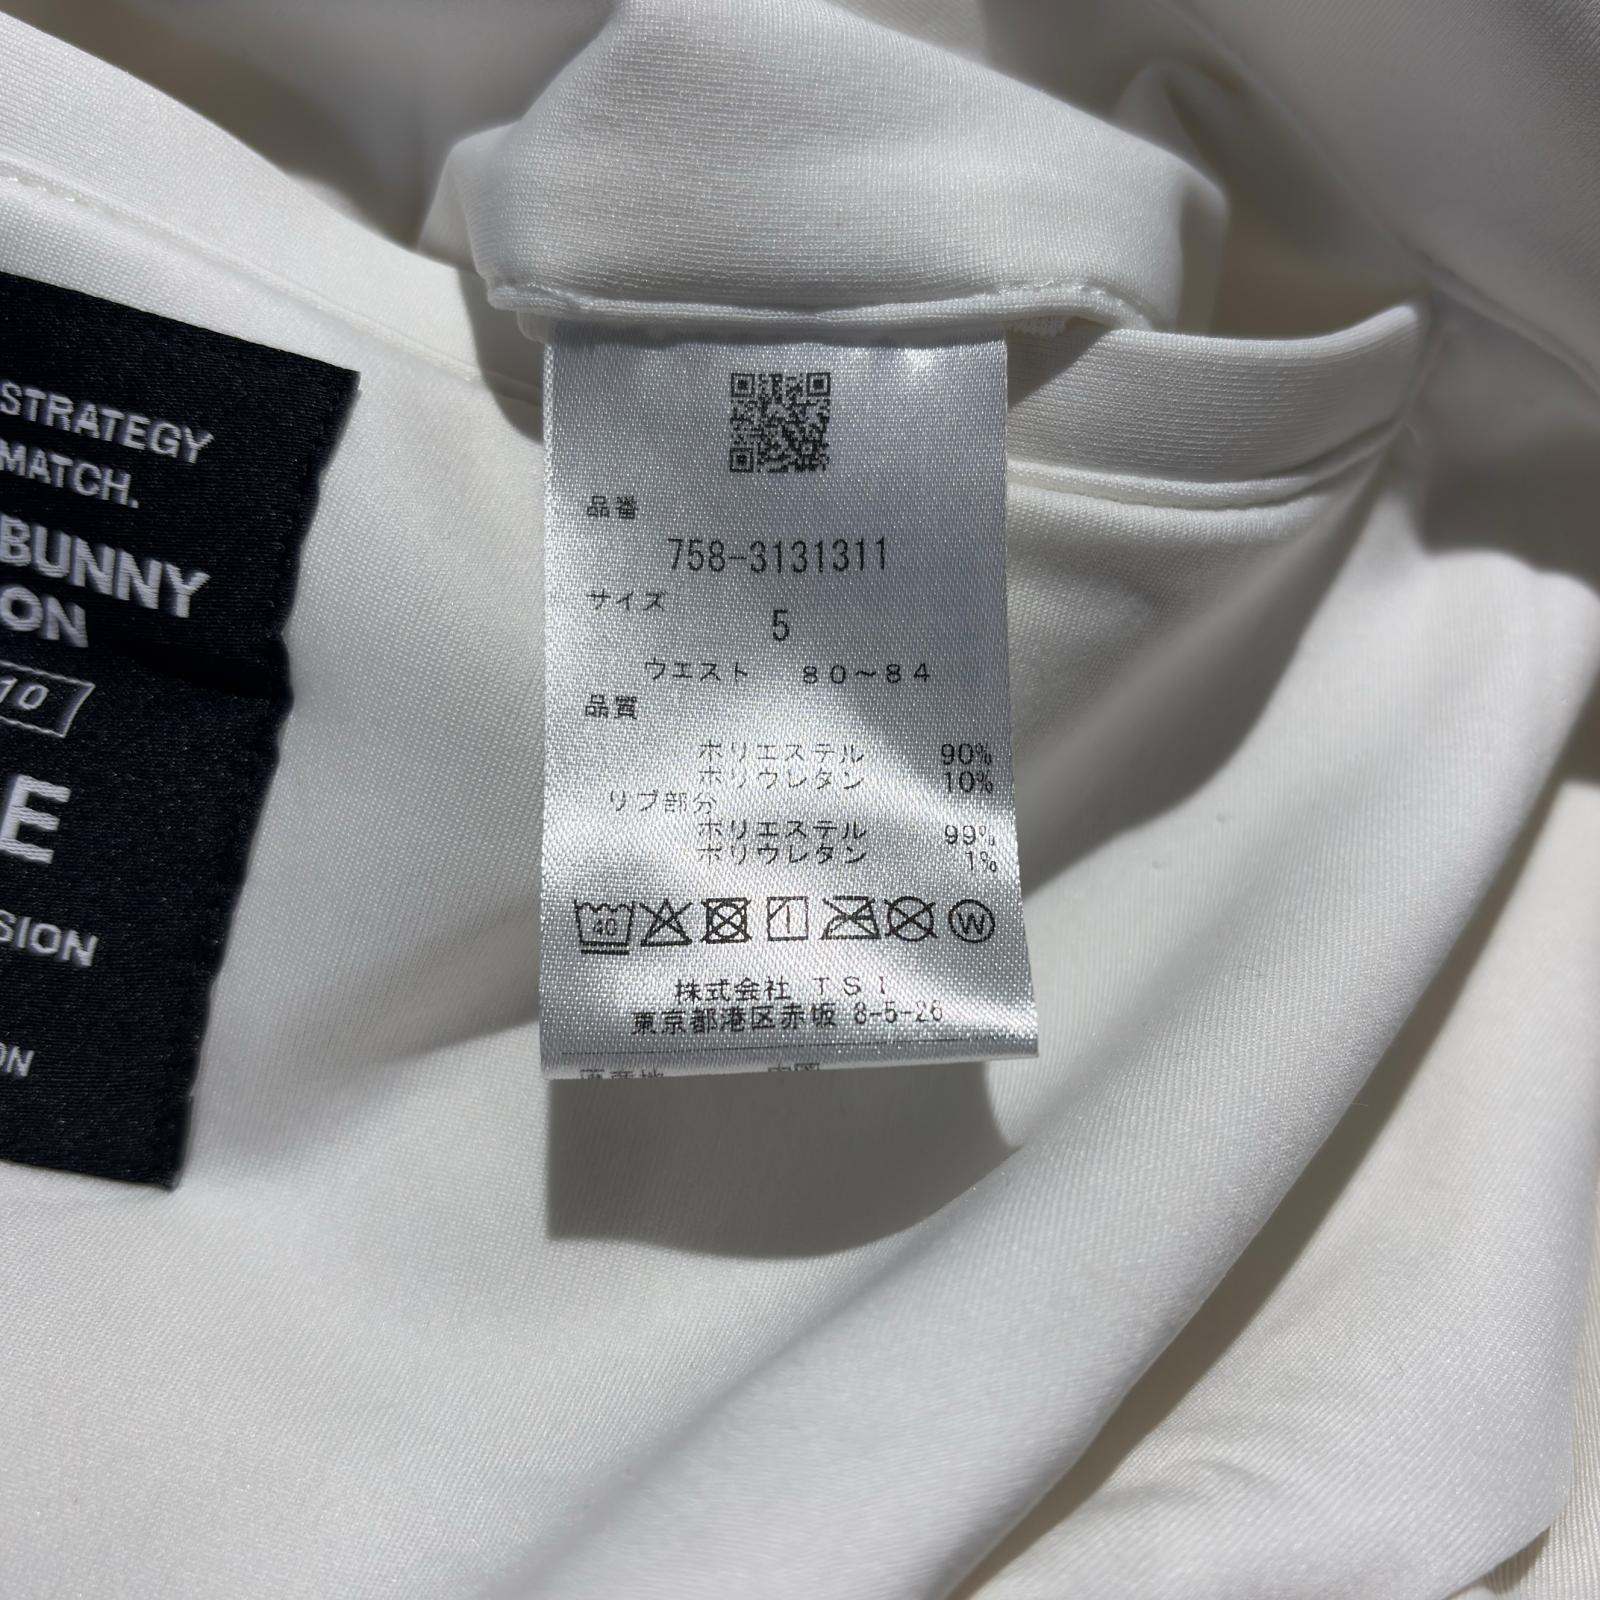 STRATEGY
MATCH.
BUNNY
ON
10
E
SION
ON
品番
758-3131311
サイズ
5
ウエスト 80~84
品質
ポリエステル 90%
ポリウレタン 10%
リブ部分
ポリエステル 99%
ポリウレタン 1%
40
W
株式会社 TSI
東京都港区赤坂 8-5-26